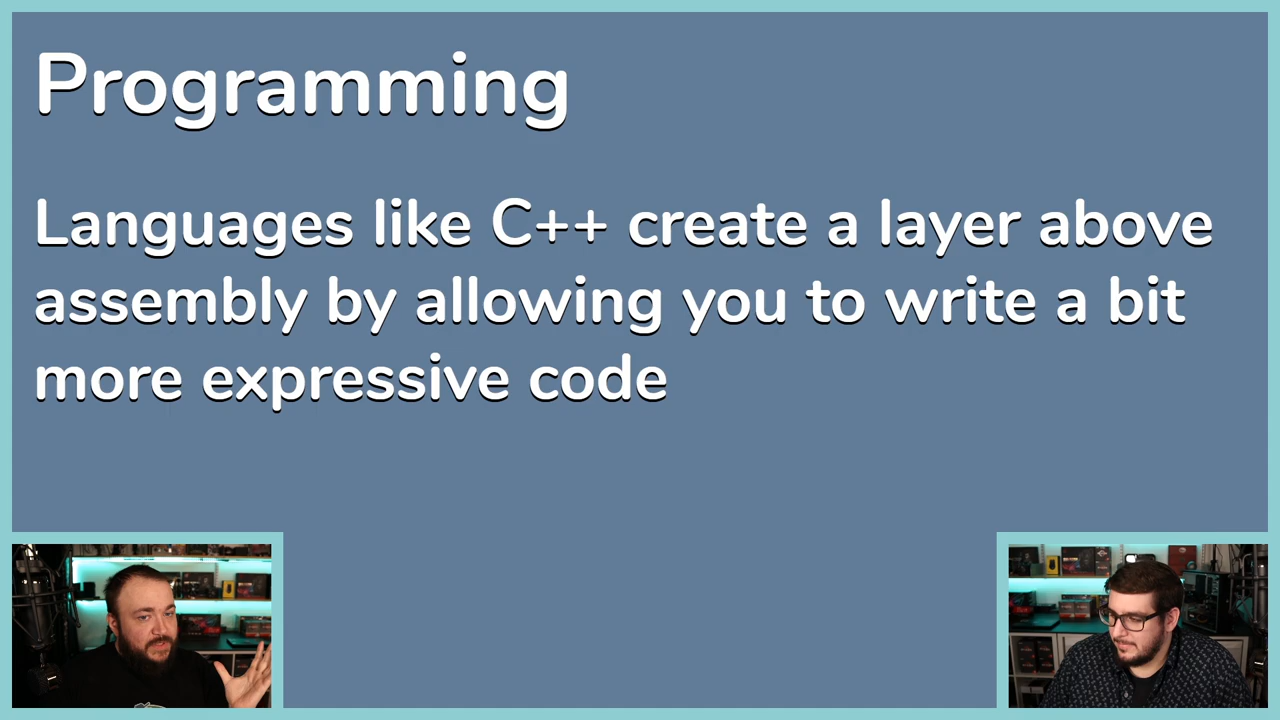 Programming
Languages like C++ create a layer above
assembly by allowing you to write a bit
more expressive code